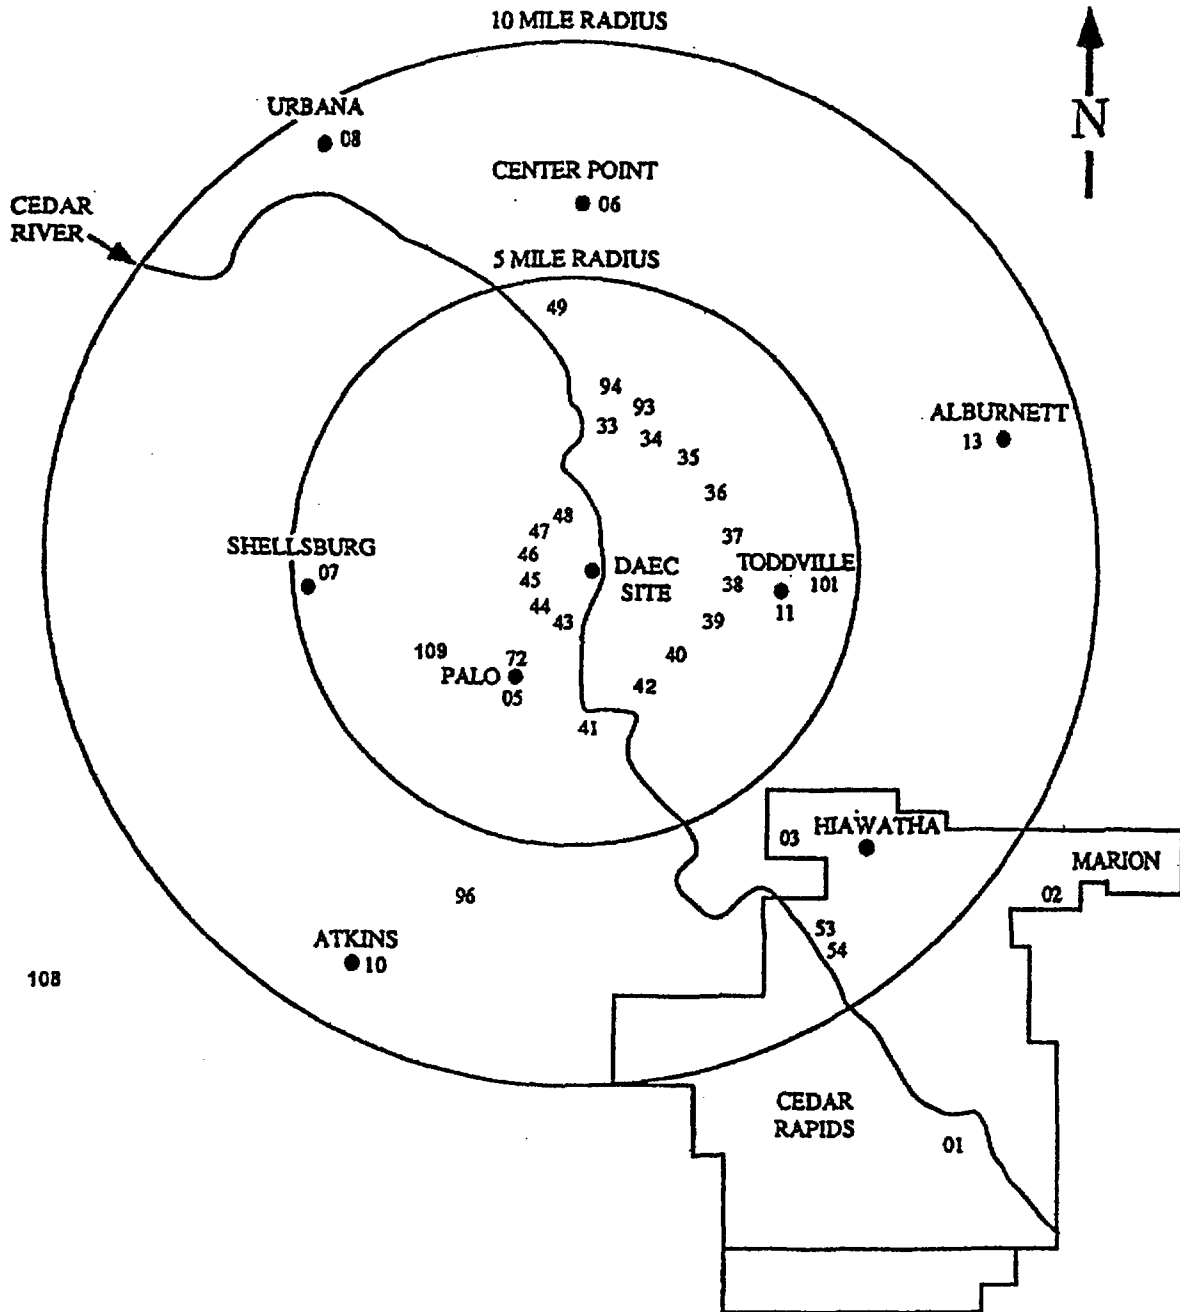 10 MILE RADIUS
N
URBANA
08
CENTER POINT
06
CEDAR
RIVER
5 MILE RADIUS
49
94
93
33
34
35
36
37
ALBURNETT
13
48
47
46
45
44
43
SHELLSBURG
07
DAEC
SITE
TODDVILLE
38
101
11
39
40
42
41
109
72
PALO
05
03
HIAWATHA
MARION
02
96
53
54
ATKINS
10
108
CEDAR
RAPIDS
01